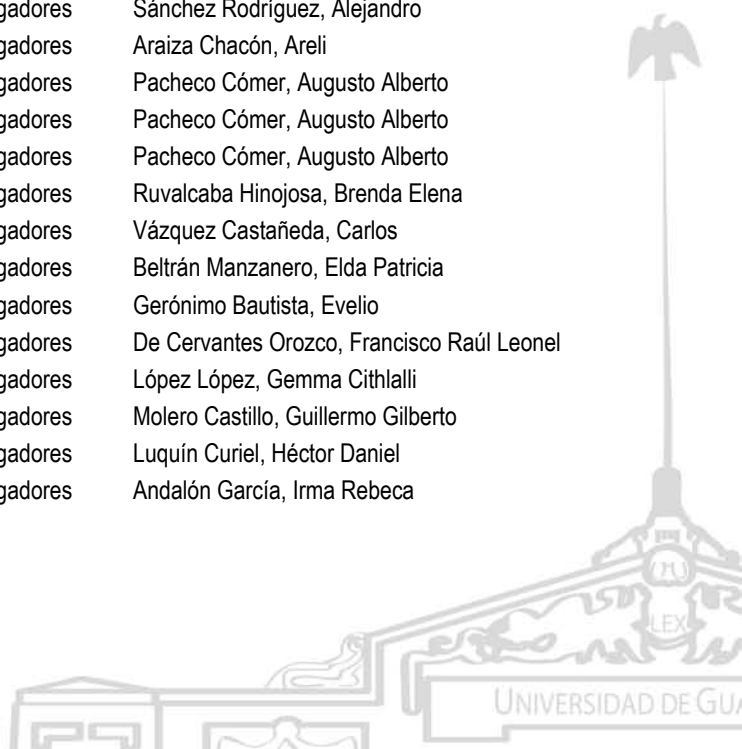 gadores Sánchez Rodríguez, Alejandro
gadores Araiza Chacón, Areli
gadores Pacheco Cómer, Augusto Alberto
gadores Pacheco Cómer, Augusto Alberto
gadores Pacheco Cómer, Augusto Alberto
gadores Ruvalcaba Hinojosa, Brenda Elena
gadores Vázquez Castañeda, Carlos
gadores Beltrán Manzanero, Elda Patricia
gadores Gerónimo Bautista, Evelio
gadores De Cervantes Orozco, Francisco Raúl Leonel
gadores López López, Gemma Cithlalli
gadores Molero Castillo, Guillermo Gilberto
gadores Luquín Curiel, Héctor Daniel
gadores Andalón García, Irma Rebeca
LEX
UNIVERSIDAD DE GUA